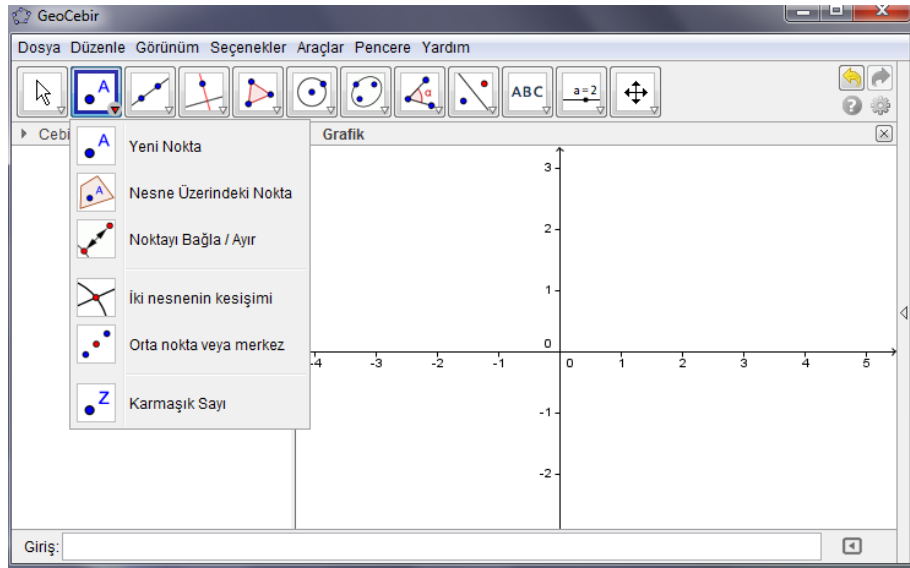 GeoCebir
Dosya Düzenle Görünüm Seçenekler Araçlar Pencere Yardım
A
ABC
a=2
α
Cebi
Grafik
A Yeni Nokta
A Nesne Üzerindeki Nokta
Noktayı Bağla / Ayır
İki nesnenin kesişimi
Orta nokta veya merkez
Z Karmaşık Sayı
3
2
1
0
-4 -3 -2 -1 0 1 2 3 4 5
-1
-2
Giriş: